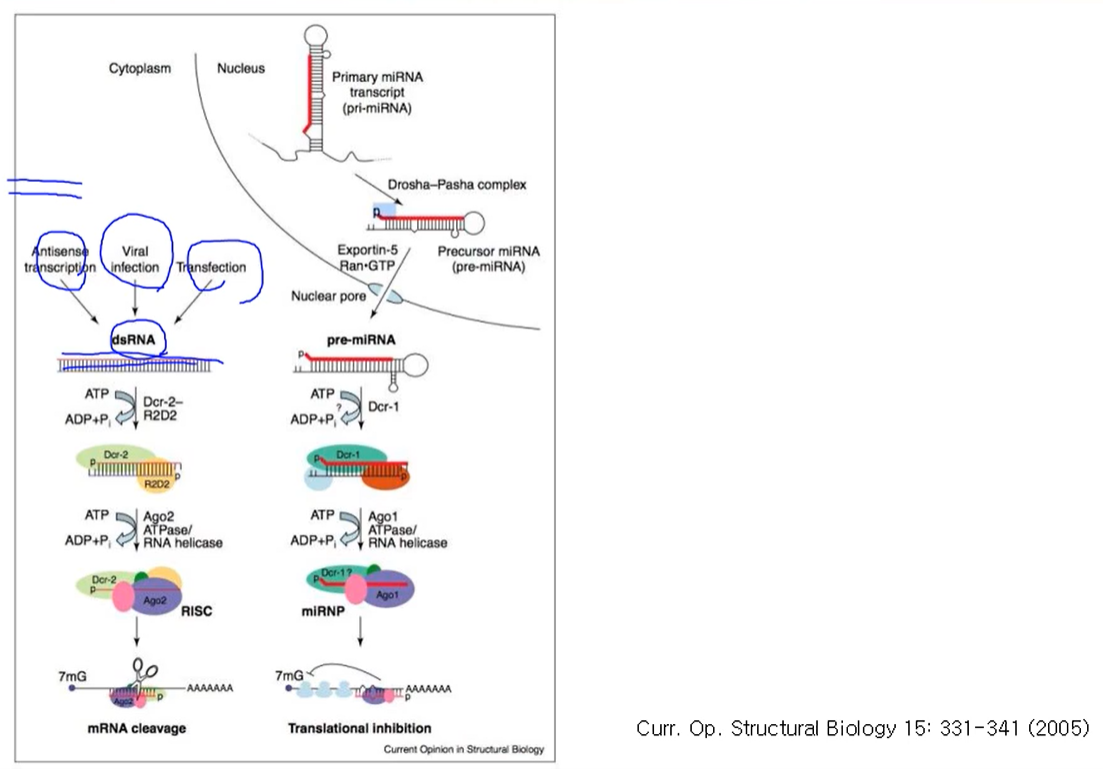 Cytoplasm
Nucleus
Primary miRNA
transcript
(pri-miRNA)
Drosha–Pasha complex
p
Exportin-5
Ran•GTP
Precursor miRNA
(pre-miRNA)
Nuclear pore
Antisense
transcription
Viral
infection
Transfection
dsRNA
pre-miRNA
p
ATP
ADP+Pi
Dcr-2–
R2D2
ATP
?
ADP+Pi
Dcr-1
Dcr-2
p
p
R2D2
Dcr-1
p
p
ATP
ADP+Pi
Ago2
ATPase/
RNA helicase
ATP
ADP+Pi
Ago1
ATPase/
RNA helicase
Dcr-2
p
Ago2
RISC
Dcr-1?
p
Ago1
miRNP
7mG
AAAAAAA
Ago2
p
mRNA cleavage
7mG
AAAAAAA
p
Translational inhibition
Current Opinion in Structural Biology
Curr. Op. Structural Biology 15: 331-341 (2005)